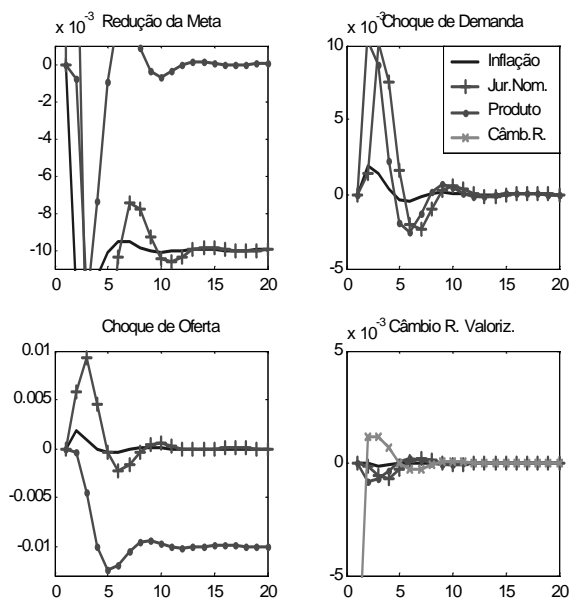 x 10⁻³ Redução da Meta
0
-2
-4
-6
-8
-10
0 5 10 15 20
x 10⁻³ Choque de Demanda
10
5
0
-5
0 5 10 15 20
Inflação
Jur.Nom.
Produto
Câmb.R.
Choque de Oferta
0.01
0.005
0
-0.005
-0.01
0 5 10 15 20
x 10⁻³ Câmbio R. Valoriz.
5
0
-5
0 5 10 15 20